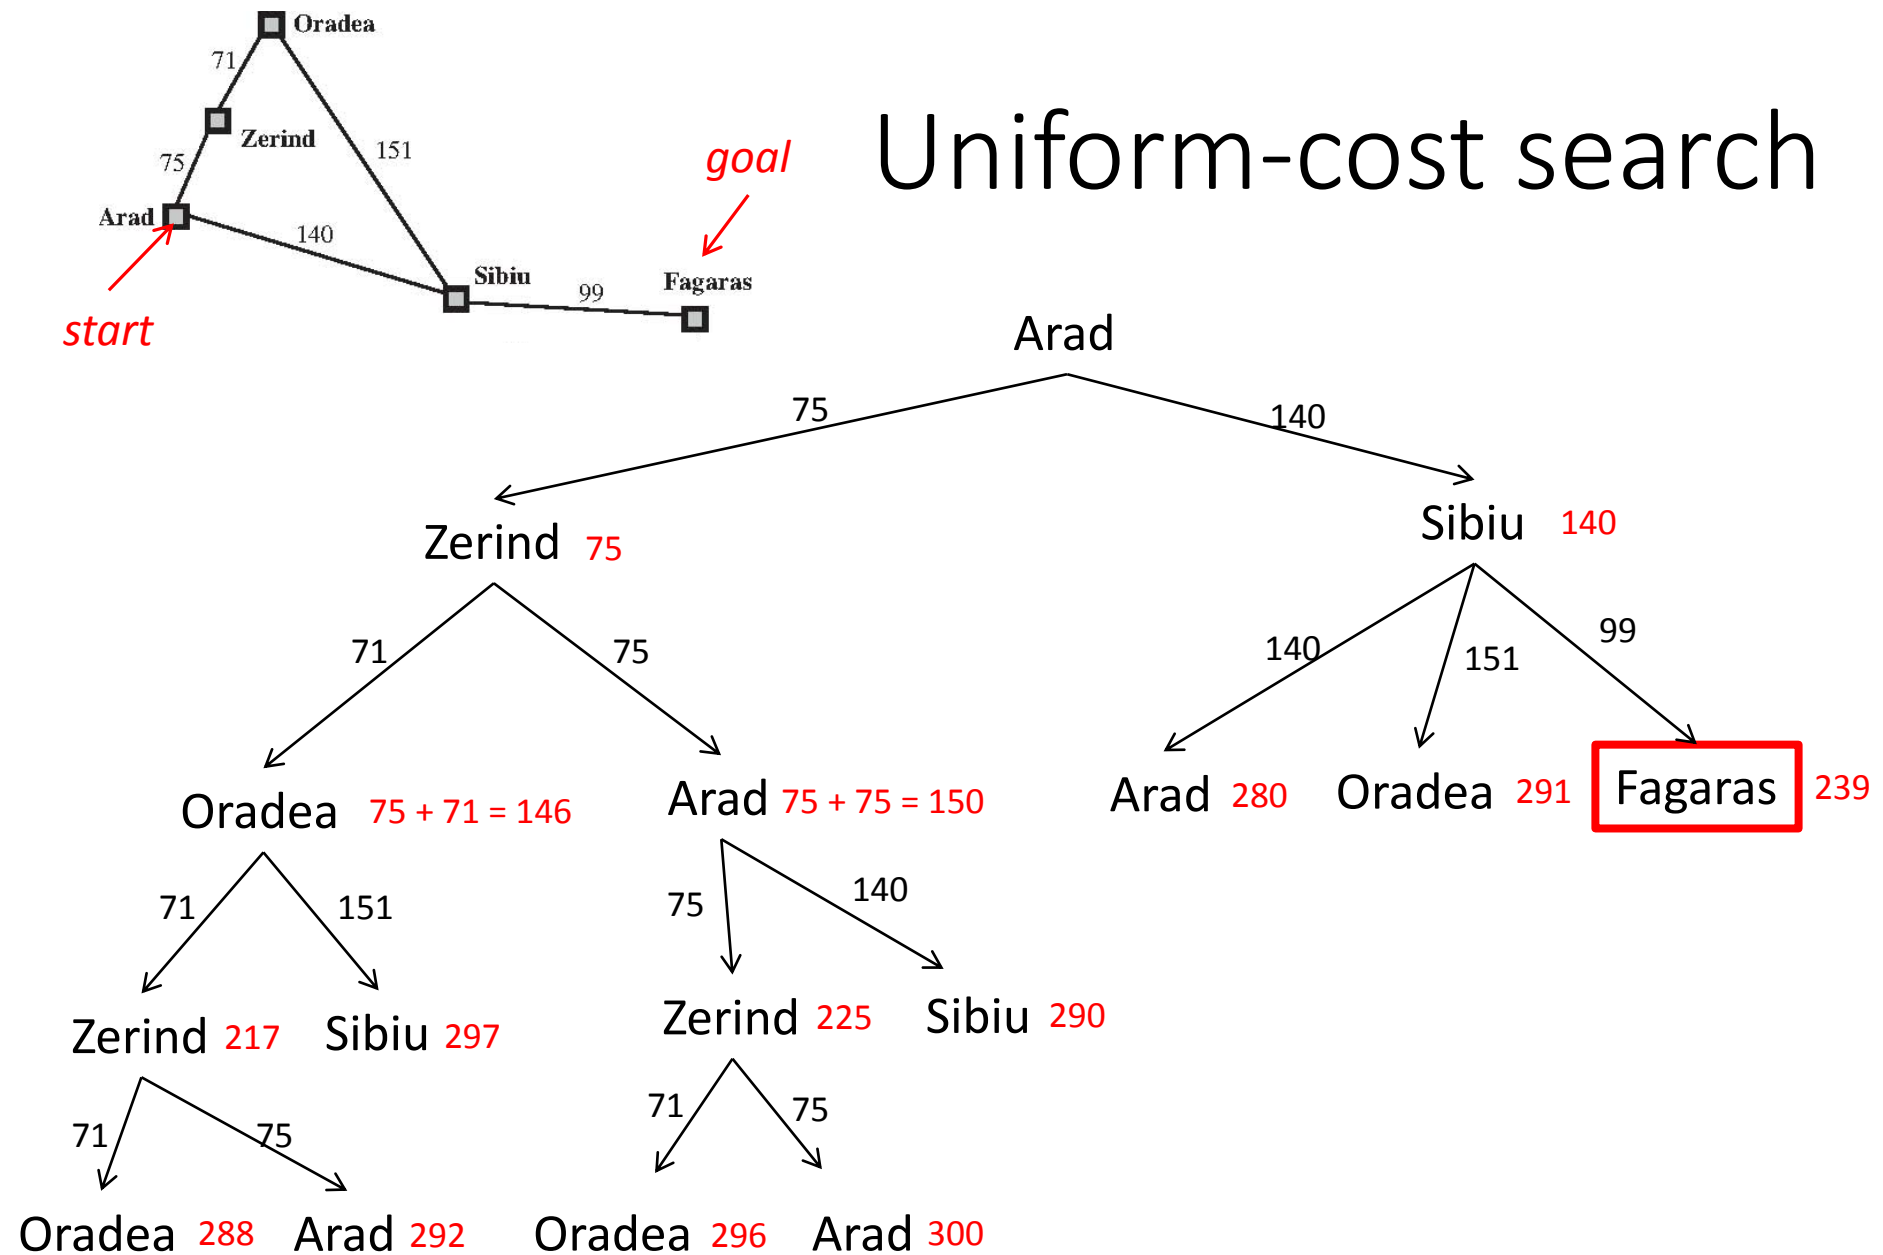 Oradea
71
Zerind
151
75
Arad
140
Sibiu
99
Fagaras
start
goal
Uniform-cost search
Arad
75
140
Zerind 75
Sibiu 140
71
75
140
151
99
Oradea 75 + 71 = 146
Arad 75 + 75 = 150
Arad 280
Oradea 291
Fagaras 239
71
151
75
140
Zerind 217
Sibiu 297
Zerind 225
Sibiu 290
71
75
71
75
Oradea 288
Arad 292
Oradea 296
Arad 300